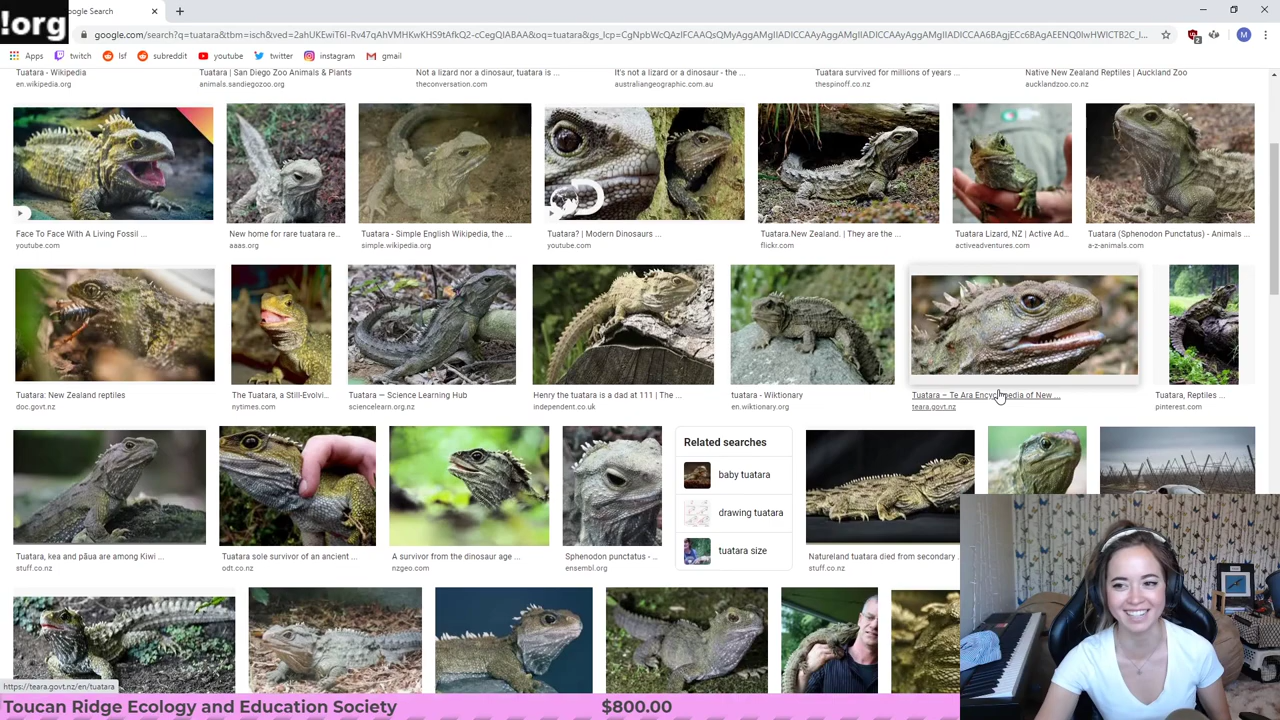 !org
ogle Search
google.com/search?q=tuatara&tbm=isch&ved=2ahUKEwiT6I-Rv47qAhVMHKwKHS9tAfkQ2-cCegQIABAA&oq=tuatara&gs_lcp=
M
Apps twitch lsf subreddit youtube twitter instagram gmail
Tuatara - Wikipedia
en.wikipedia.org
Tuatara | San Diego Zoo Animals & Plants
animals.sandiegozoo.org
Not a lizard nor a dinosaur, tuatara is ...
theconversation.com
It's not a lizard or a dinosaur - the ...
australiangeographic.com.au
Tuatara survived for millions of years ...
thespinoff.co.nz
Native New Zealand Reptiles | Auckland Zoo
aucklandzoo.co.nz
Face To Face With A Living Fossil ...
youtube.com
New home for rare tuatara re...
aaas.org
Tuatara - Simple English Wikipedia, the ...
simple.wikipedia.org
Tuatara? | Modern Dinosaurs ...
youtube.com
Tuatara.New Zealand. | They are the ...
flickr.com
Tuatara Lizard, NZ | Active Ad...
activeadventures.com
Tuatara (Sphenodon Punctatus) - Animals ...
a-z-animals.com
Tuatara: New Zealand reptiles
doc.govt.nz
The Tuatara, a Still-Evolvi...
nytimes.com
Tuatara — Science Learning Hub
sciencelearn.org.nz
Henry the tuatara is a dad at 111 | The ...
independent.co.uk
tuatara - Wiktionary
en.wiktionary.org
Tuatara – Te Ara Encyclopedia of New ...
teara.govt.nz
Tuatara, Reptiles ...
pinterest.com
Tuatara, kea and pāua are among Kiwi ...
stuff.co.nz
Tuatara sole survivor of an ancient ...
odt.co.nz
A survivor from the dinosaur age ...
nzgeo.com
Sphenodon punctatus - ...
ensembl.org
Related searches
baby tuatara
drawing tuatara
tuatara size
Natureland tuatara died from secondary
stuff.co.nz
https://teara.govt.nz/en/tuatara
Toucan Ridge Ecology and Education Society $800.00